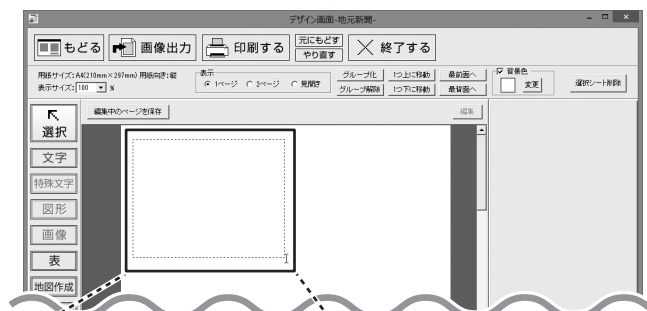 デザイン画面-地元新聞-
もどる 画像出力 印刷する 元にもどす やり直す 終了する
用紙サイズ:A4(210mm×297mm) 用紙向き:縦
表示サイズ: 100 %
表示
1ページ 2ページ 見開き
グループ化 1つ上に移動 最前面へ
グループ解除 1つ下に移動 最背面へ
背景色
変更
選択シート削除
選択
編集中のページを保存
編集
文字
特殊文字
図形
画像
表
地図作成